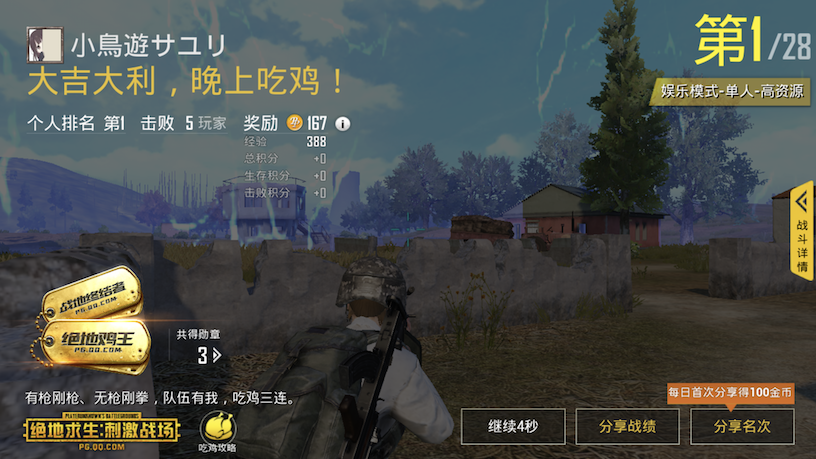 小鳥遊サユリ
第1/28
大吉大利，晚上吃鸡！
娱乐模式-单人-高资源
个人排名 第1 击败 5 玩家 奖励 167
经验 388
总积分 +0
生存积分 +0
击败积分 +0
战斗详情
战地终结者
PG.QQ.COM
绝地鸡王
PG.QQ.COM
共得勋章
3
有枪刚枪、无枪刚拳，队伍有我，吃鸡三连。
每日首次分享得100金币
PLAYERUNKNOWN'S BATTLEGROUNDS
绝地求生:刺激战场
PG.QQ.COM
吃鸡攻略
继续4秒
分享战绩
分享名次